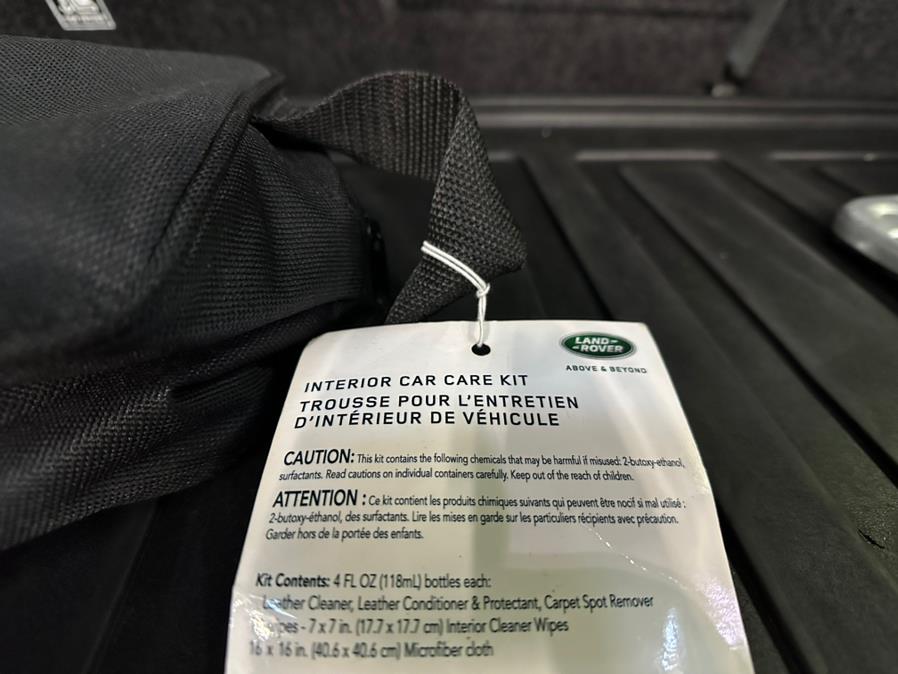 LAND-
-ROVER
ABOVE & BEYOND
INTERIOR CAR CARE KIT
TROUSSE POUR L'ENTRETIEN
D'INTÉRIEUR DE VÉHICULE
CAUTION: This kit contains the following chemicals that may be harmful if misused: 2-butoxy-ethanol,
surfactants. Read cautions on individual containers carefully. Keep out of the reach of children.
ATTENTION : Ce kit contient les produits chimiques suivants qui peuvent être nocif si mal utilisé :
2-butoxy-éthanol, des surfactants. Lire les mises en garde sur les particuliers récipients avec précaution.
Garder hors de la portée des enfants.
Kit Contents: 4 FL OZ (118mL) bottles each:
Leather Cleaner, Leather Conditioner & Protectant, Carpet Spot Remover
- 7 x 7 in. (17.7 x 17.7 cm) Interior Cleaner Wipes
16 x 16 in. (40.6 x 40.6 cm) Microfiber cloth